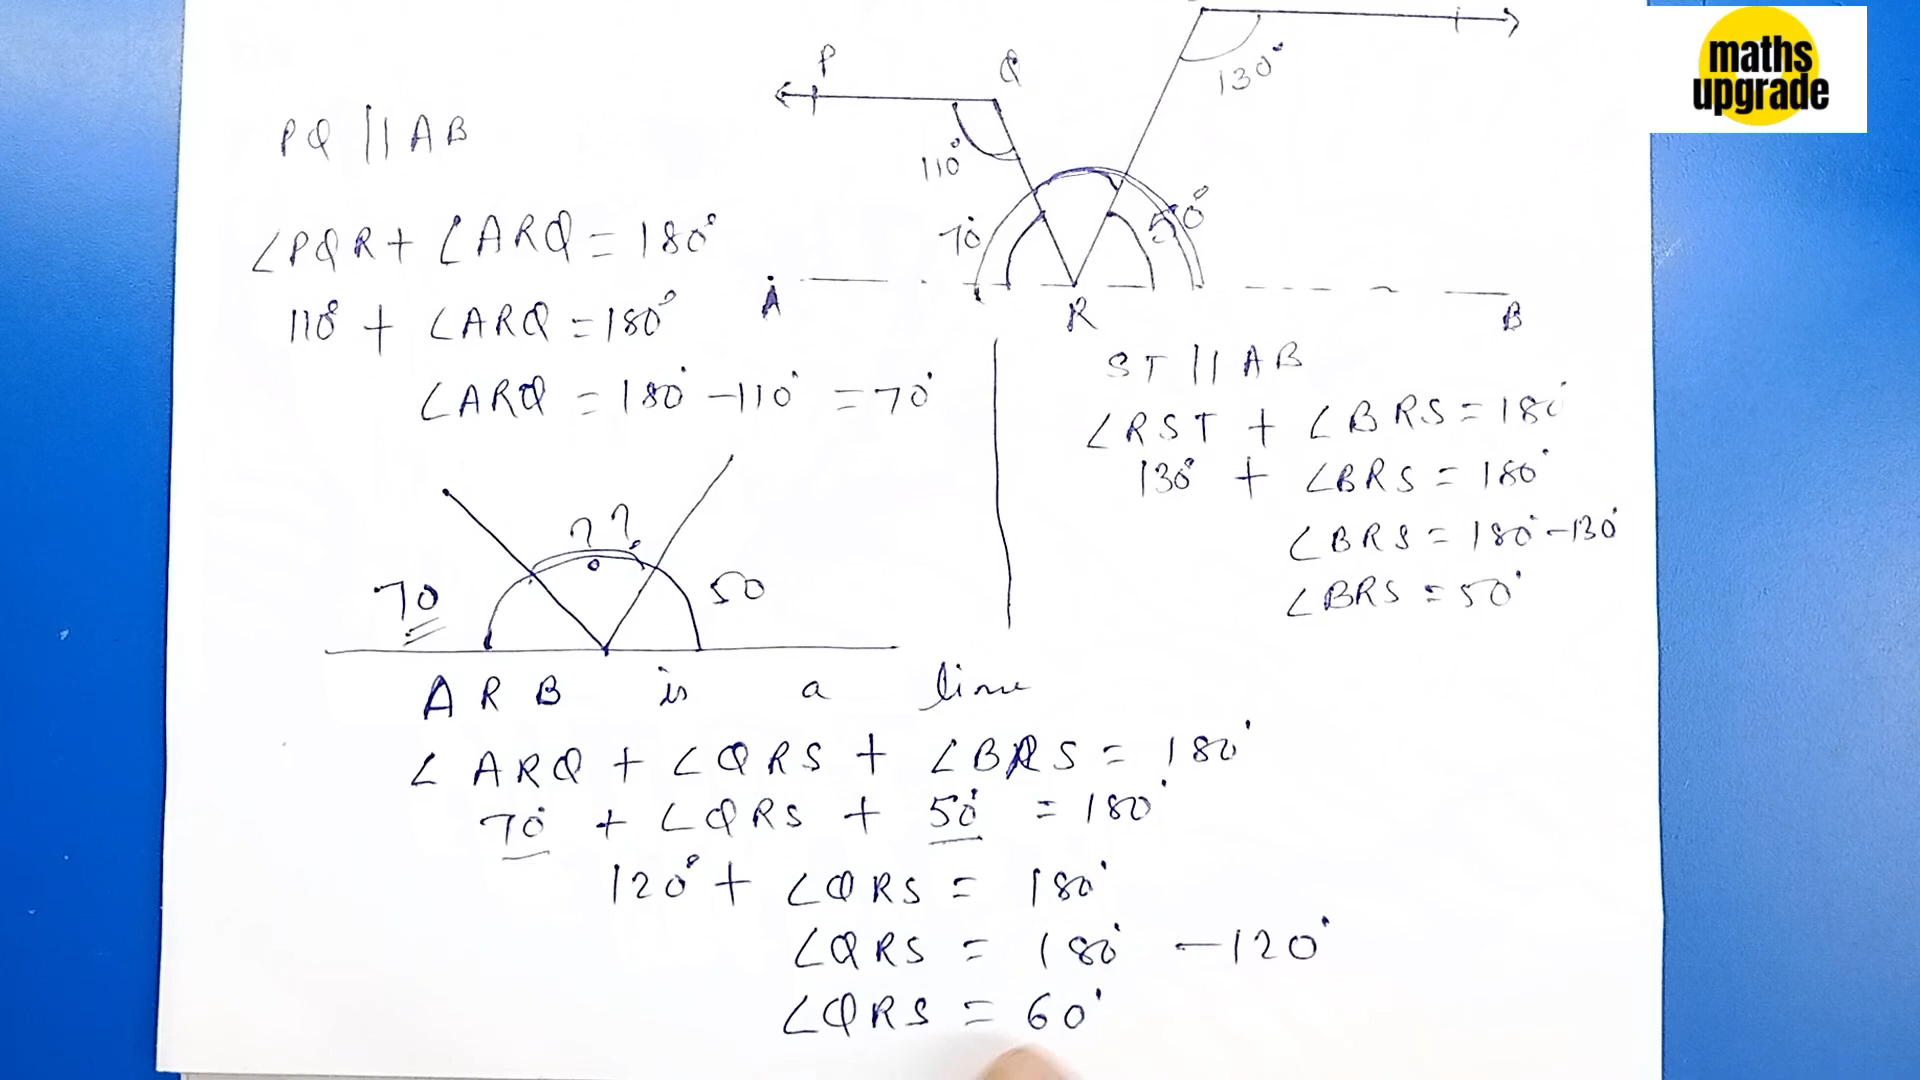 maths
upgrade
130°
P Q
110°
PQ || AB
70° 50°
A R B
∠PQR + ∠ARQ = 180°
110° + ∠ARQ = 180°
∠ARQ = 180° - 110° = 70°
ST || AB
∠RST + ∠BRS = 180
130° + ∠BRS = 180°
∠BRS = 180° - 130°
∠BRS = 50°
??
70 50
ARB is a line
∠ARQ + ∠QRS + ∠BRS = 180°
70° + ∠QRS + 50° = 180°
120° + ∠QRS = 180°
∠QRS = 180° - 120°
∠QRS = 60°